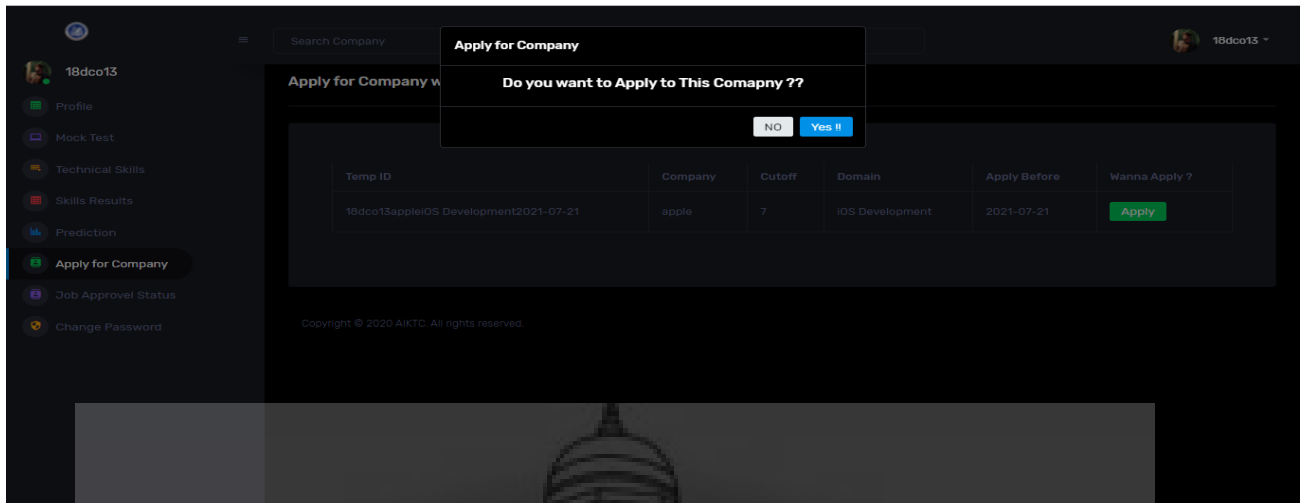 Search Company
18dco13
18dco13
Profile
Mock Test
Technical Skills
Skills Results
Prediction
Apply for Company
Job Approvel Status
Change Password
Apply for Company
Do you want to Apply to This Comapny ??
NO Yes !!
Apply for Company
Temp ID Company Cutoff Domain Apply Before Wanna Apply ?
18dco13appleiOS Development2021-07-21 apple 7 iOS Development 2021-07-21 Apply
Copyright © 2020 AIKTC. All rights reserved.